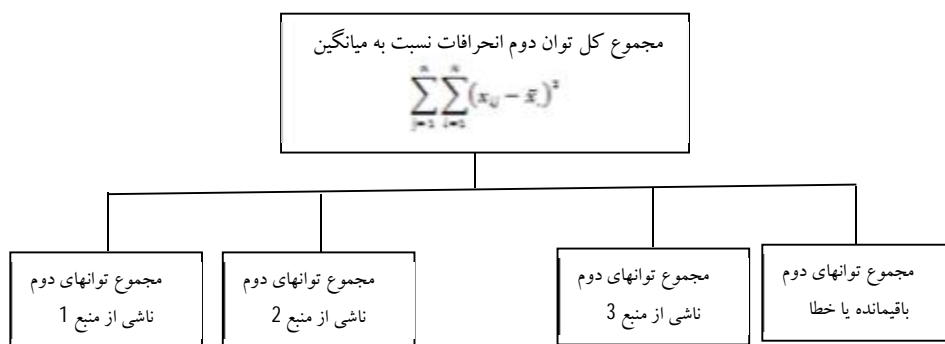 مجموع کل توان دوم انحرافات نسبت به میانگین
مجموع توانهای دوم
باقیمانده یا خطا
مجموع توانهای دوم
ناشی از منبع 3
مجموع توانهای دوم
ناشی از منبع 2
مجموع توانهای دوم
ناشی از منبع 1